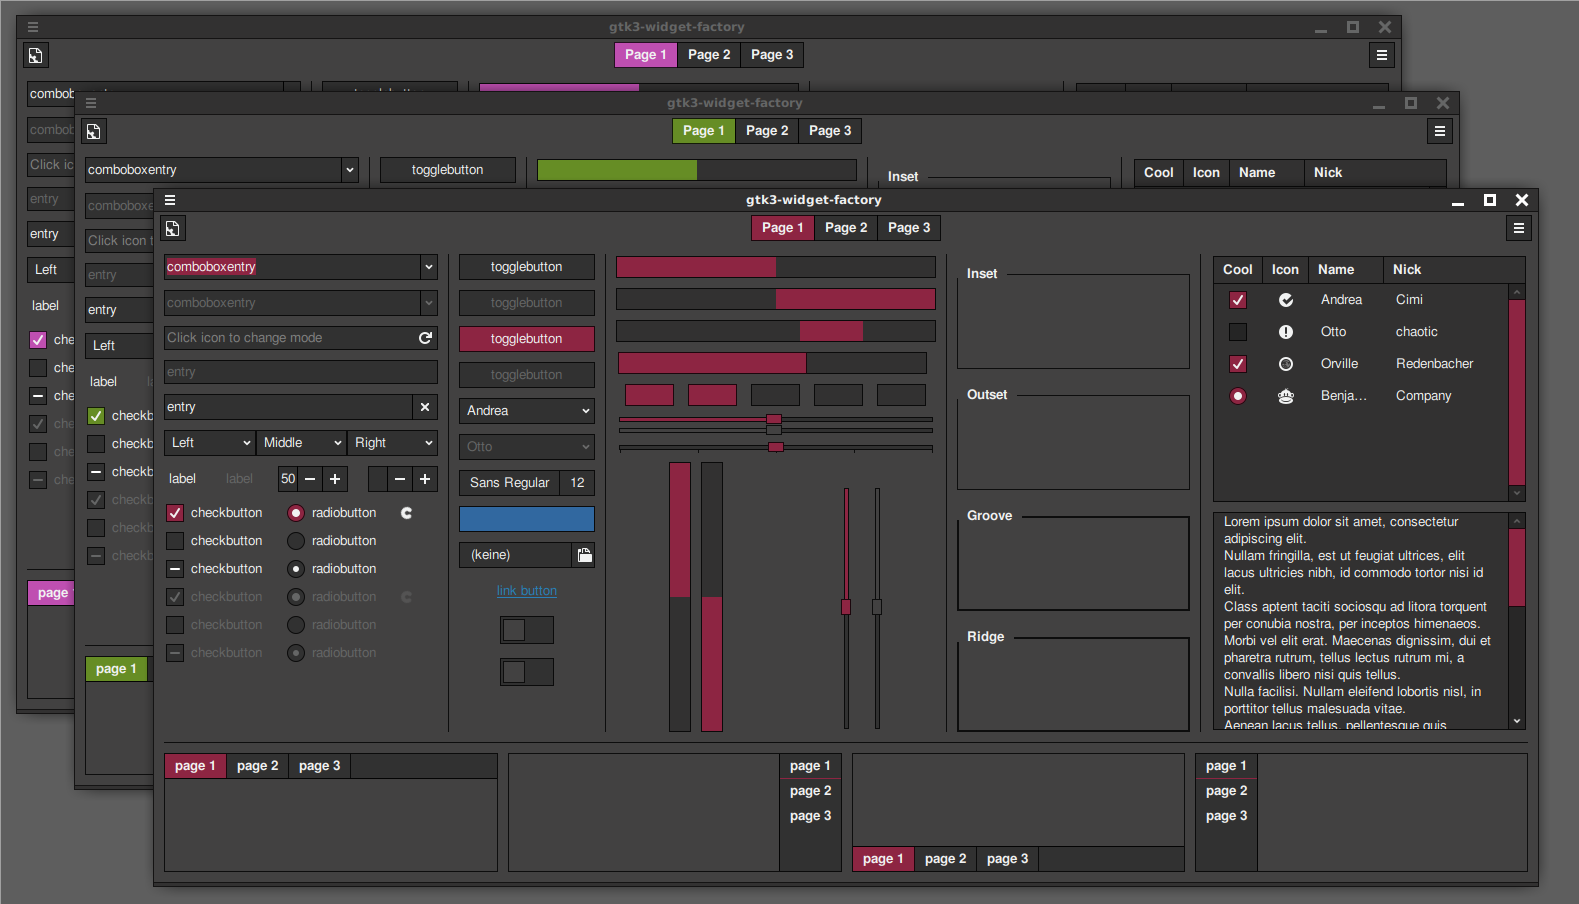 gtk3-widget-factory
Page 1 Page 2 Page 3
combob
combob
Click ic
entry
entry
Left
label
che
che
che
che
che
che
page
gtk3-widget-factory
Page 1 Page 2 Page 3
comboboxentry
togglebutton
Inset
Cool Icon Name Nick
comboboxe
Click icon t
entry
entry
Left
label
checkb
checkb
checkb
checkb
checkb
checkb
page 1
gtk3-widget-factory
Page 1 Page 2 Page 3
comboboxentry
comboboxentry
Click icon to change mode
entry
entry
Left Middle Right
label label 50
checkbutton radiobutton
checkbutton radiobutton
checkbutton radiobutton
checkbutton radiobutton
checkbutton radiobutton
checkbutton radiobutton
togglebutton
togglebutton
togglebutton
togglebutton
Andrea
Otto
Sans Regular 12
(keine)
link button
Inset
Outset
Groove
Ridge
Cool Icon Name Nick
Andrea Cimi
Otto chaotic
Orville Redenbacher
Benja... Company
Lorem ipsum dolor sit amet, consectetur
adipiscing elit.
Nullam fringilla, est ut feugiat ultrices, elit
lacus ultricies nibh, id commodo tortor nisi id
elit.
Class aptent taciti sociosqu ad litora torquent
per conubia nostra, per inceptos himenaeos.
Morbi vel elit erat. Maecenas dignissim, dui et
pharetra rutrum, tellus lectus rutrum mi, a
convallis libero nisi quis tellus.
Nulla facilisi. Nullam eleifend lobortis nisl, in
porttitor tellus malesuada vitae.
Aenean lacus tellus, pellentesque quis
page 1 page 2 page 3
page 1
page 2
page 3
page 1 page 2 page 3
page 1
page 2
page 3